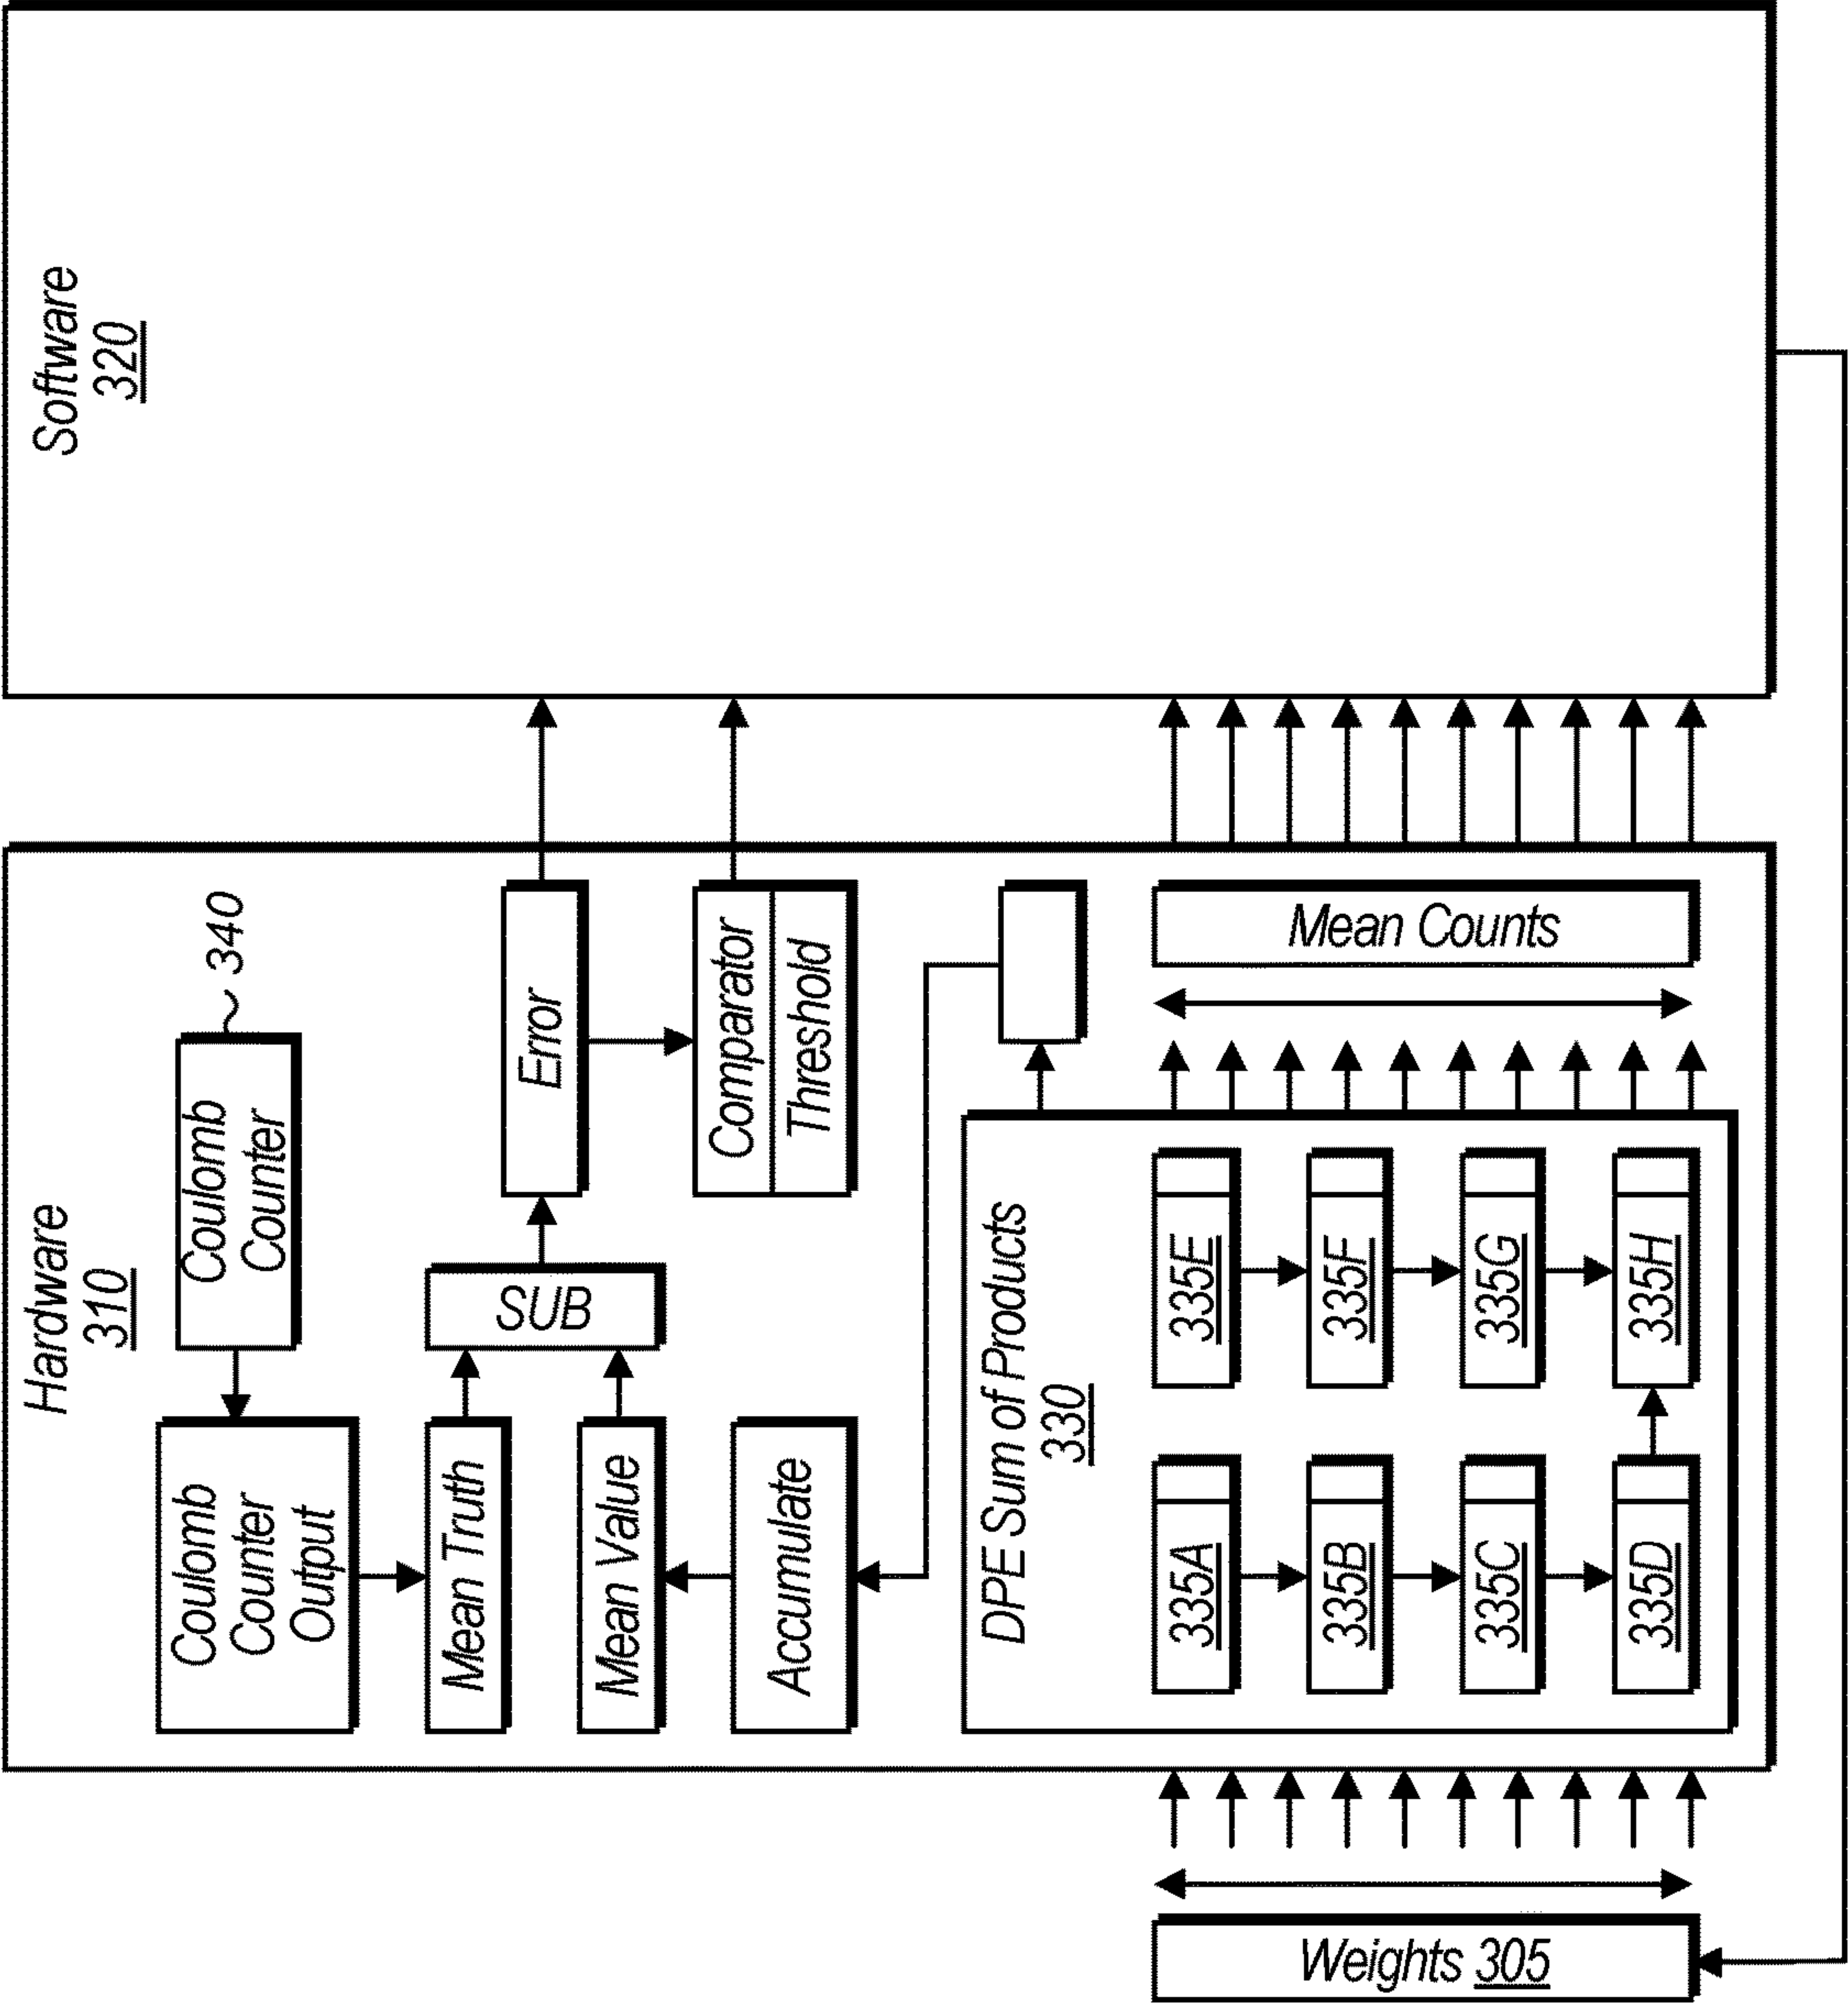 Hardware
310
Coulomb
Counter
340
Coulomb
Counter
Output
Mean Truth
Mean Value
Accumulate
SUB
Error
Comparator
Threshold
DPE Sum of Products
330
335A
335B
335C
335D
335E
335F
335G
335H
Mean Counts
Weights 305
Software
320